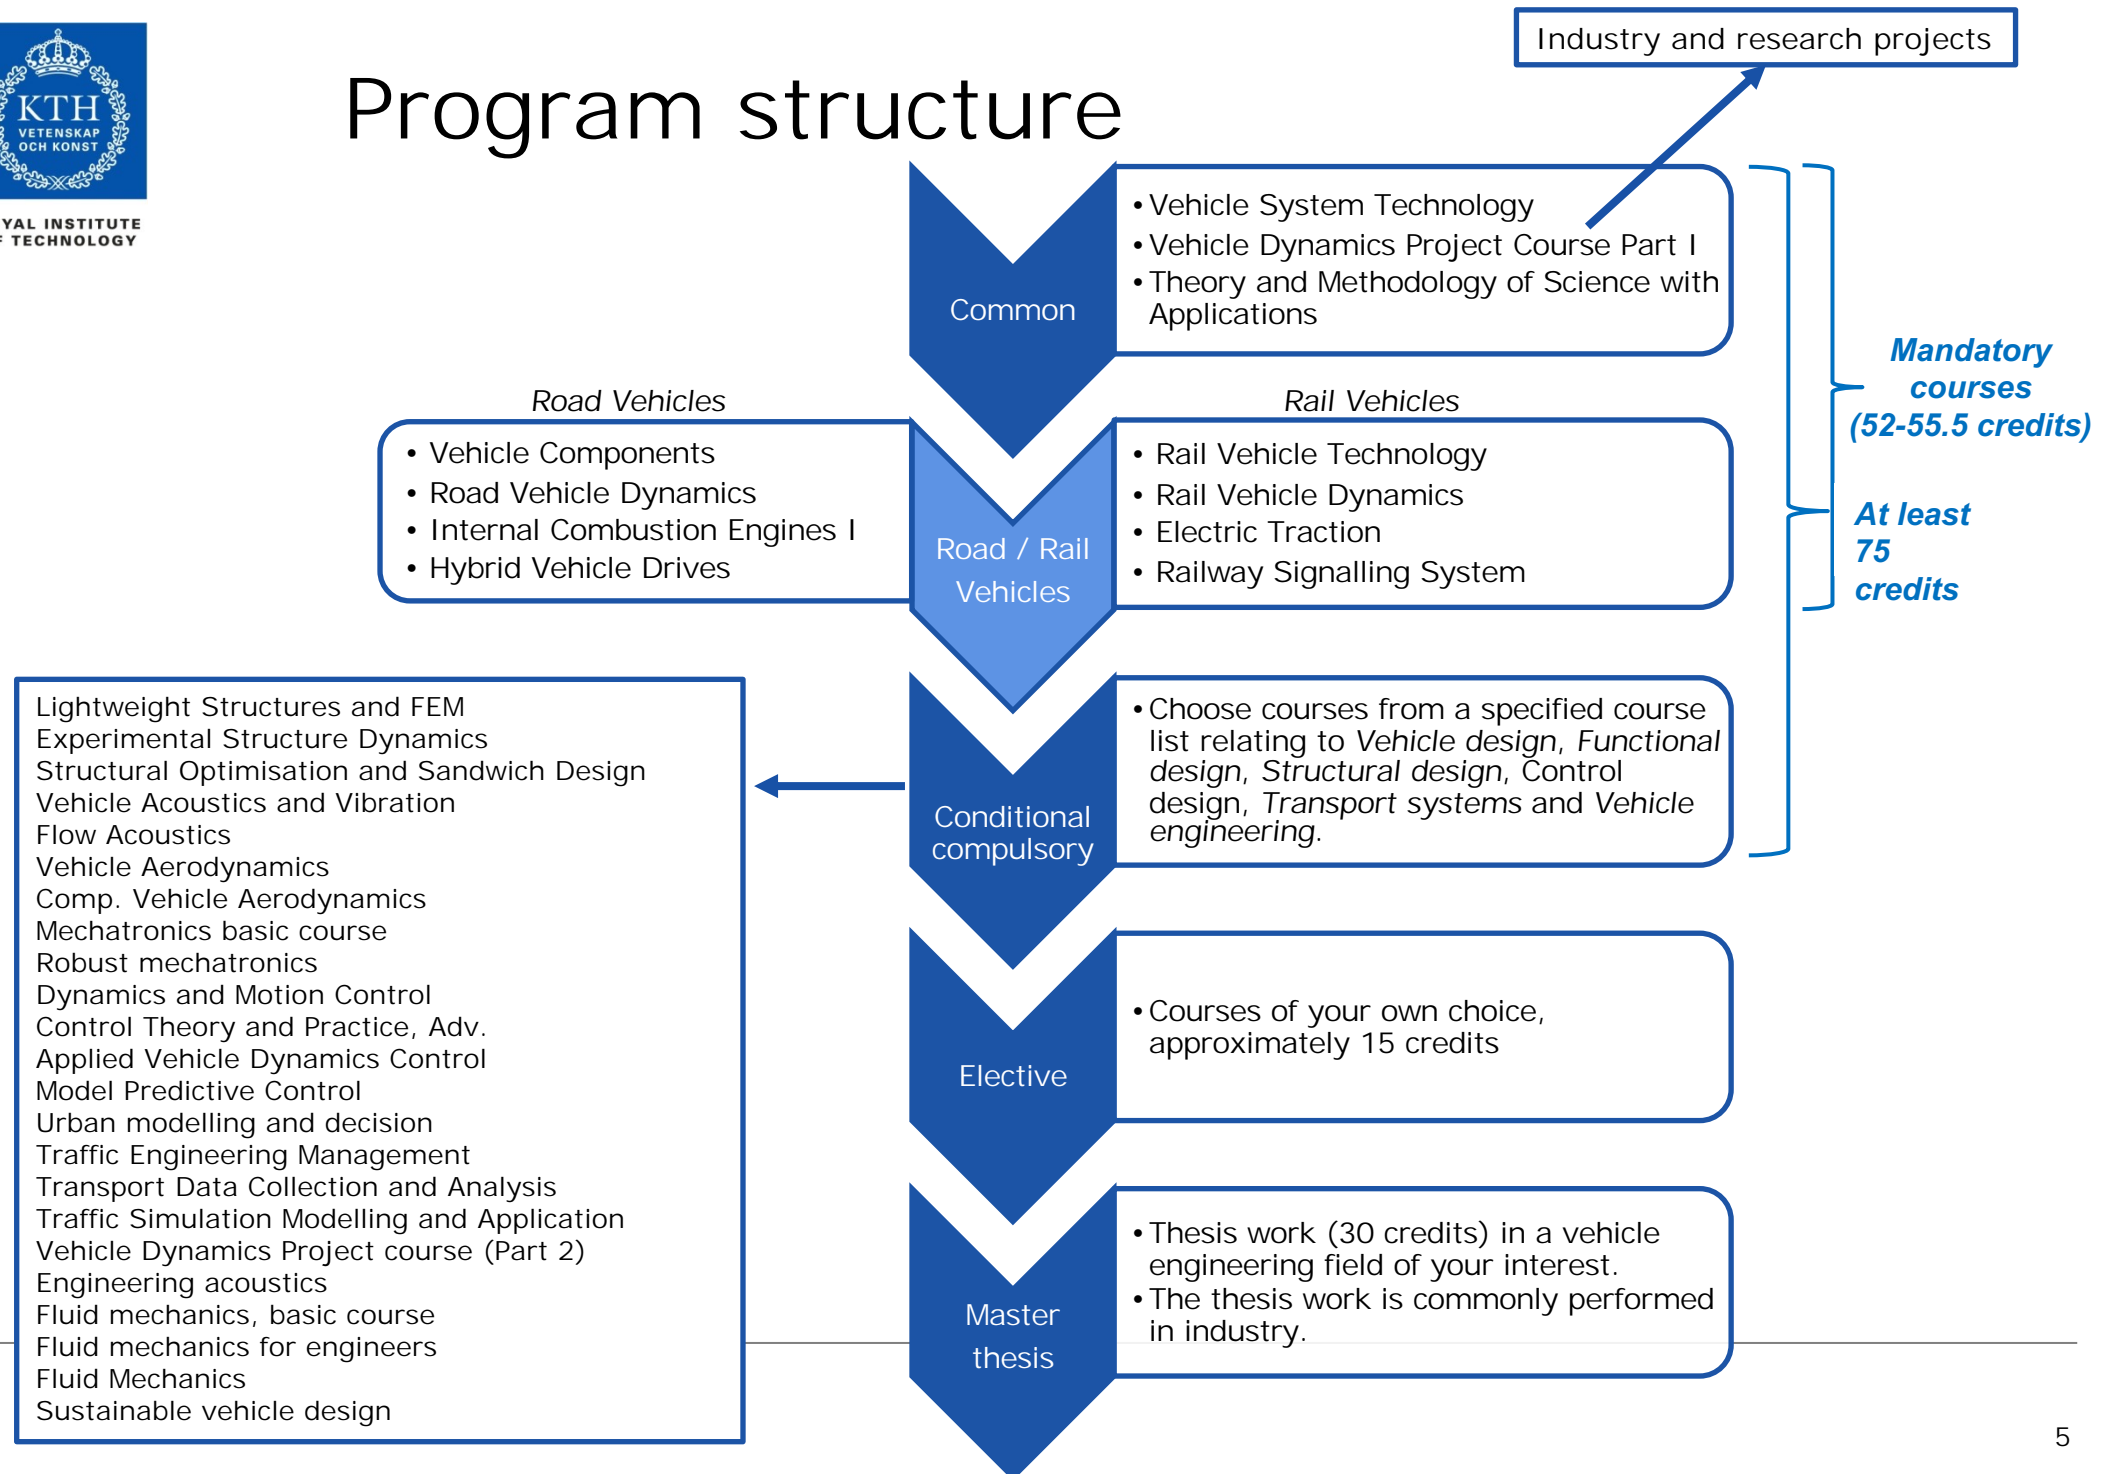 Industry and research projects
KTH
VETENSKAP
OCH KONST
YAL INSTITUTE
F TECHNOLOGY
Program structure
Common
• Vehicle System Technology
• Vehicle Dynamics Project Course Part I
• Theory and Methodology of Science with
Applications
Mandatory
courses
(52-55.5 credits)
At least
75
credits
Road Vehicles
• Vehicle Components
• Road Vehicle Dynamics
• Internal Combustion Engines I
• Hybrid Vehicle Drives
Road / Rail
Vehicles
Rail Vehicles
• Rail Vehicle Technology
• Rail Vehicle Dynamics
• Electric Traction
• Railway Signalling System
Conditional
compulsory
• Choose courses from a specified course
list relating to Vehicle design, Functional
design, Structural design, Control
design, Transport systems and Vehicle
engineering.
Lightweight Structures and FEM
Experimental Structure Dynamics
Structural Optimisation and Sandwich Design
Vehicle Acoustics and Vibration
Flow Acoustics
Vehicle Aerodynamics
Comp. Vehicle Aerodynamics
Mechatronics basic course
Robust mechatronics
Dynamics and Motion Control
Control Theory and Practice, Adv.
Applied Vehicle Dynamics Control
Model Predictive Control
Urban modelling and decision
Traffic Engineering Management
Transport Data Collection and Analysis
Traffic Simulation Modelling and Application
Vehicle Dynamics Project course (Part 2)
Engineering acoustics
Fluid mechanics, basic course
Fluid mechanics for engineers
Fluid Mechanics
Sustainable vehicle design
Elective
• Courses of your own choice,
approximately 15 credits
Master
thesis
• Thesis work (30 credits) in a vehicle
engineering field of your interest.
• The thesis work is commonly performed
in industry.
5